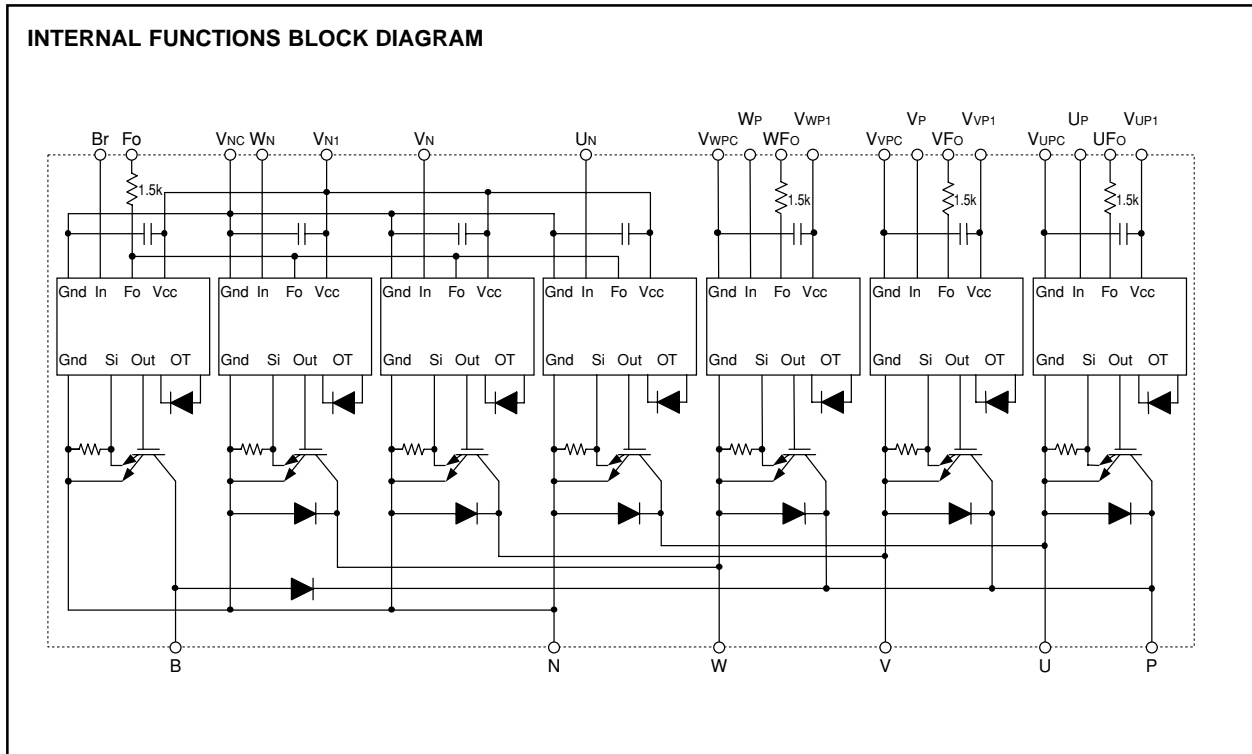 INTERNAL FUNCTIONS BLOCK DIAGRAM
WP VWP1 VP VVP1 UP VUP1
Br Fo VNC WN VN1 VN UN VWPC WFO VVPC VFO VUPC UFO
1.5k 1.5k 1.5k 1.5k
Gnd In Fo Vcc Gnd In Fo Vcc Gnd In Fo Vcc Gnd In Fo Vcc Gnd In Fo Vcc Gnd In Fo Vcc Gnd In Fo Vcc
Gnd Si Out OT Gnd Si Out OT Gnd Si Out OT Gnd Si Out OT Gnd Si Out OT Gnd Si Out OT Gnd Si Out OT
B N W V U P